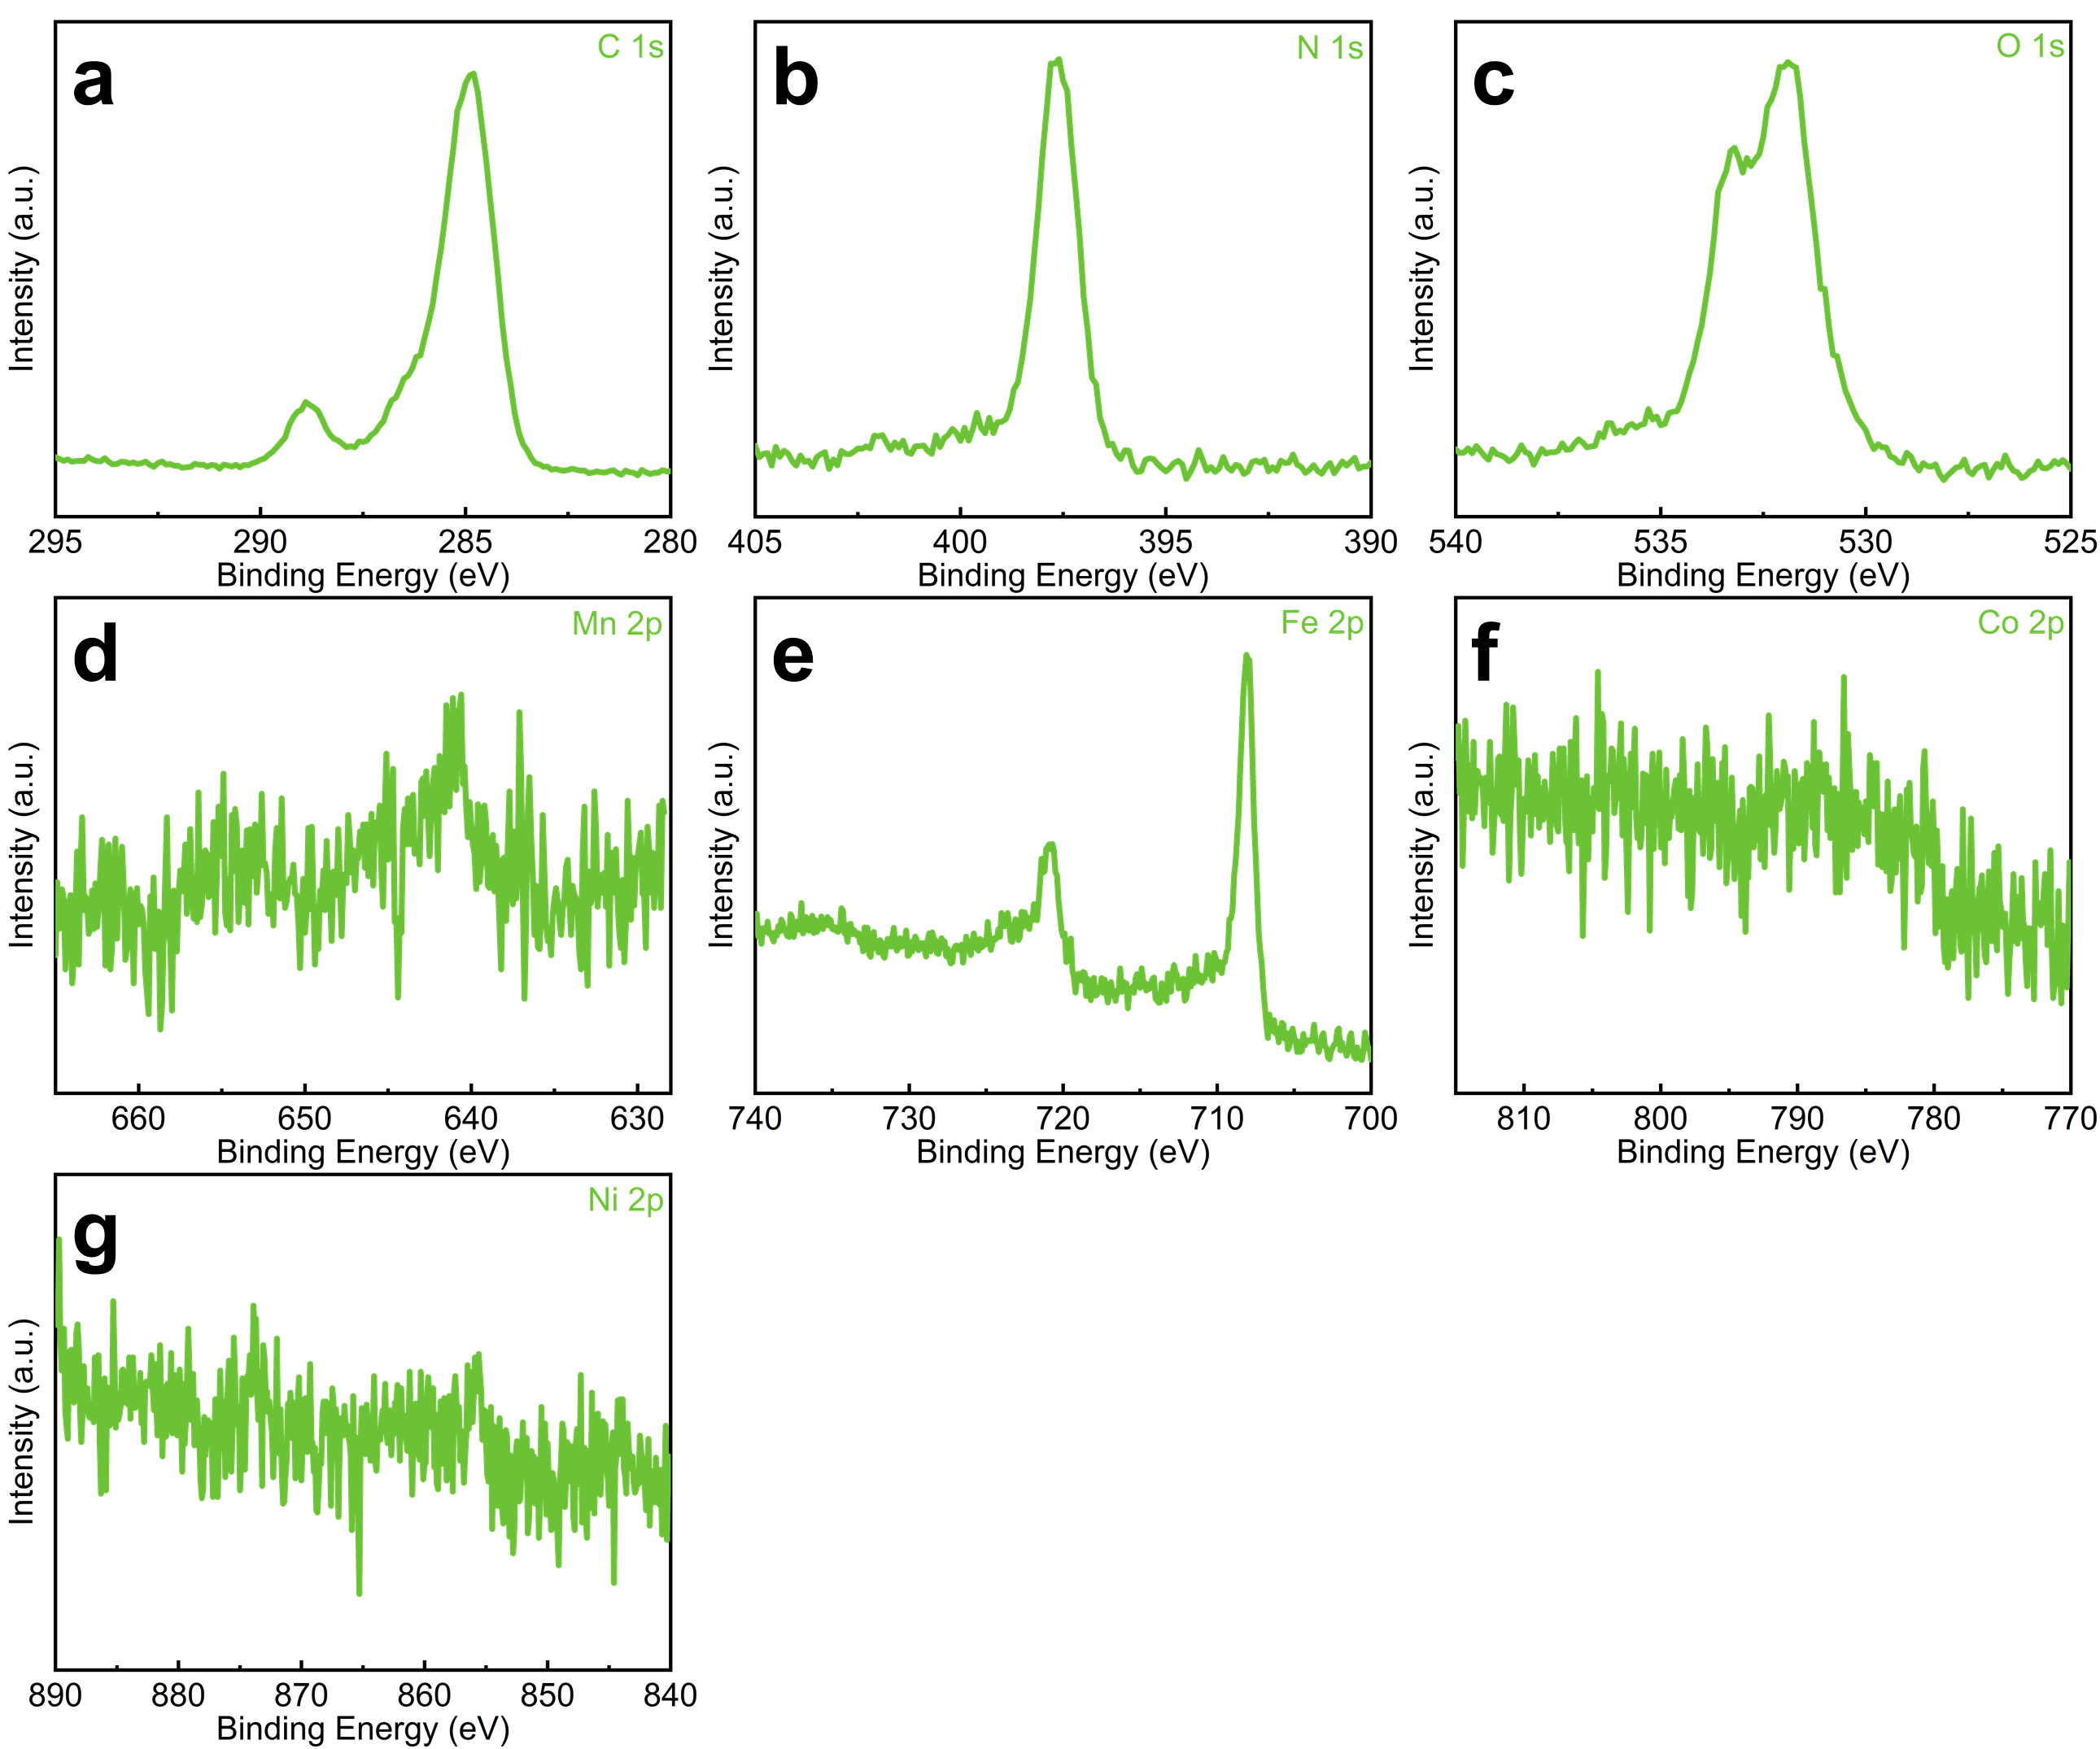 a
C 1s
Intensity (a.u.)
295 290 285 280
Binding Energy (eV)
b
N 1s
Intensity (a.u.)
405 400 395 390
Binding Energy (eV)
c
O 1s
Intensity (a.u.)
540 535 530 525
Binding Energy (eV)
d
Mn 2p
Intensity (a.u.)
660 650 640 630
Binding Energy (eV)
e
Fe 2p
Intensity (a.u.)
740 730 720 710 700
Binding Energy (eV)
f
Co 2p
Intensity (a.u.)
810 800 790 780 770
Binding Energy (eV)
g
Ni 2p
Intensity (a.u.)
890 880 870 860 850 840
Binding Energy (eV)